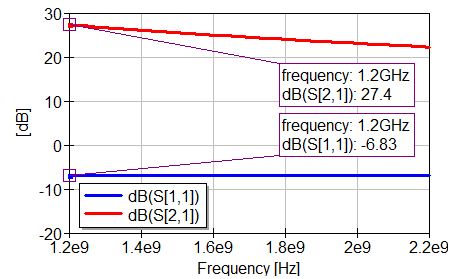 30
20
10
0
-10
-20
[dB]
frequency: 1.2GHz
dB(S[2,1]): 27.4
frequency: 1.2GHz
dB(S[1,1]): -6.83
dB(S[1,1])
dB(S[2,1])
1.2e9 1.4e9 1.6e9 1.8e9 2e9 2.2e9
Frequency [Hz]